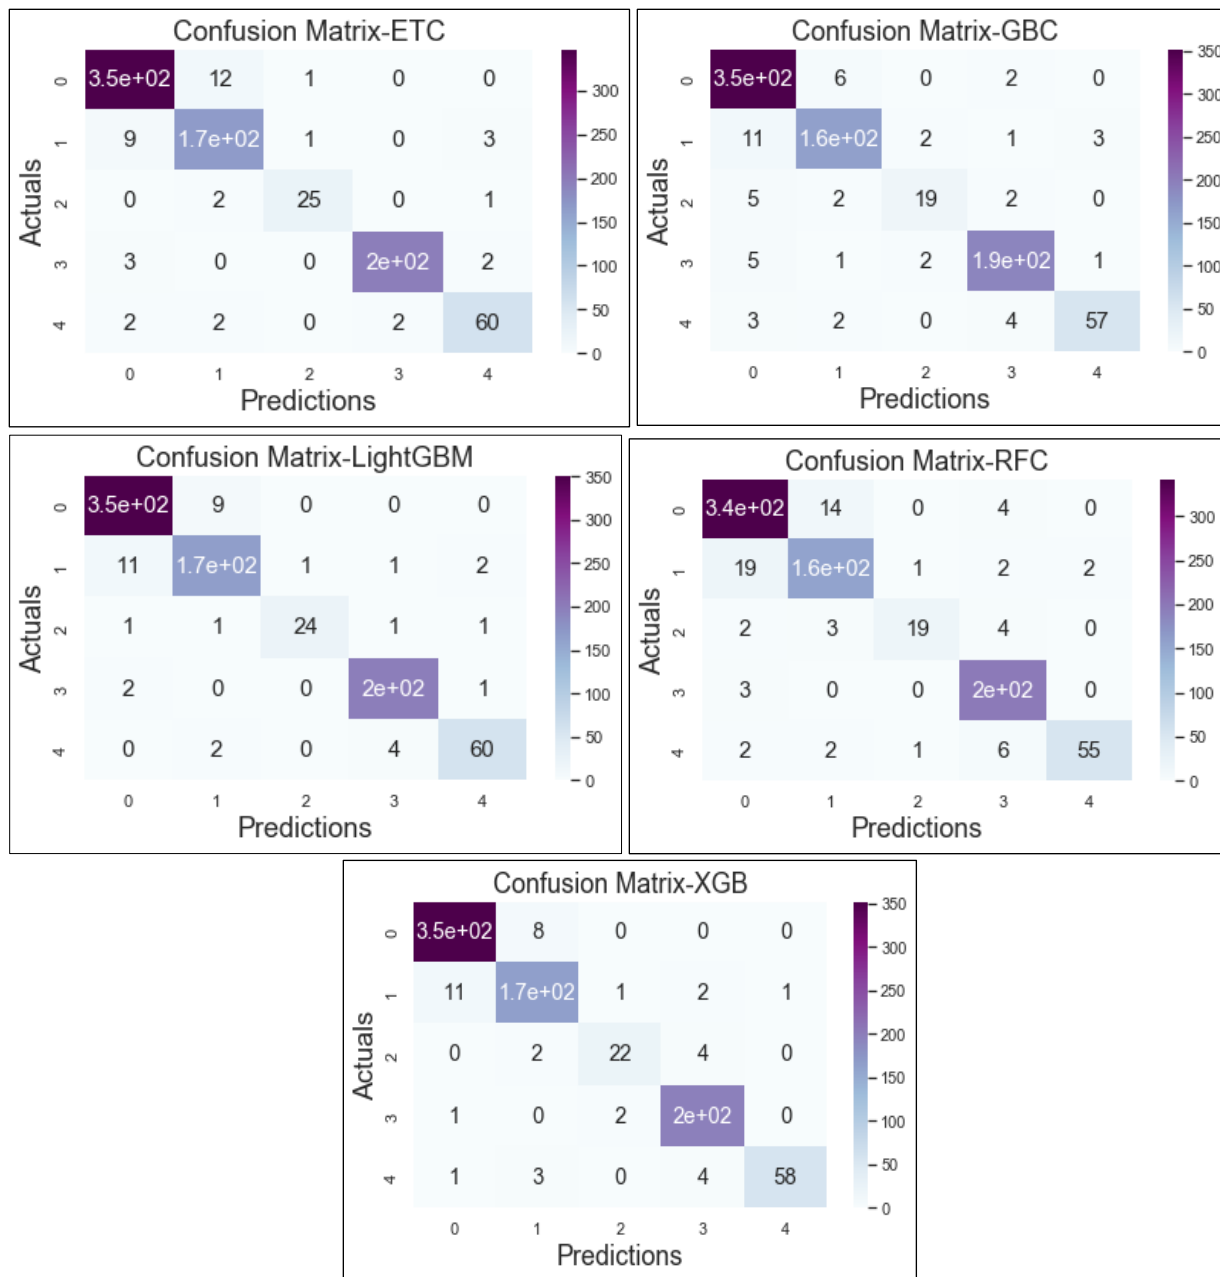 Confusion Matrix-ETC
0 3.5e+02 12 1 0 0
1 9 1.7e+02 1 0 3
2 0 2 25 0 1
3 3 0 0 2e+02 2
4 2 2 0 2 60
0 1 2 3 4
Predictions
Actuals
300
250
200
150
100
50
0
Confusion Matrix-GBC
0 3.5e+02 6 0 2 0
1 11 1.6e+02 2 1 3
2 5 2 19 2 0
3 5 1 2 1.9e+02 1
4 3 2 0 4 57
0 1 2 3 4
Predictions
Actuals
350
300
250
200
150
100
50
0
Confusion Matrix-LightGBM
0 3.5e+02 9 0 0 0
1 11 1.7e+02 1 1 2
2 1 1 24 1 1
3 2 0 0 2e+02 1
4 0 2 0 4 60
0 1 2 3 4
Predictions
Actuals
350
300
250
200
150
100
50
0
Confusion Matrix-RFC
0 3.4e+02 14 0 4 0
1 19 1.6e+02 1 2 2
2 2 3 19 4 0
3 3 0 0 2e+02 0
4 2 2 1 6 55
0 1 2 3 4
Predictions
Actuals
300
250
200
150
100
50
0
Confusion Matrix-XGB
0 3.5e+02 8 0 0 0
1 11 1.7e+02 1 2 1
2 0 2 22 4 0
3 1 0 2 2e+02 0
4 1 3 0 4 58
0 1 2 3 4
Predictions
Actuals
350
300
250
200
150
100
50
0